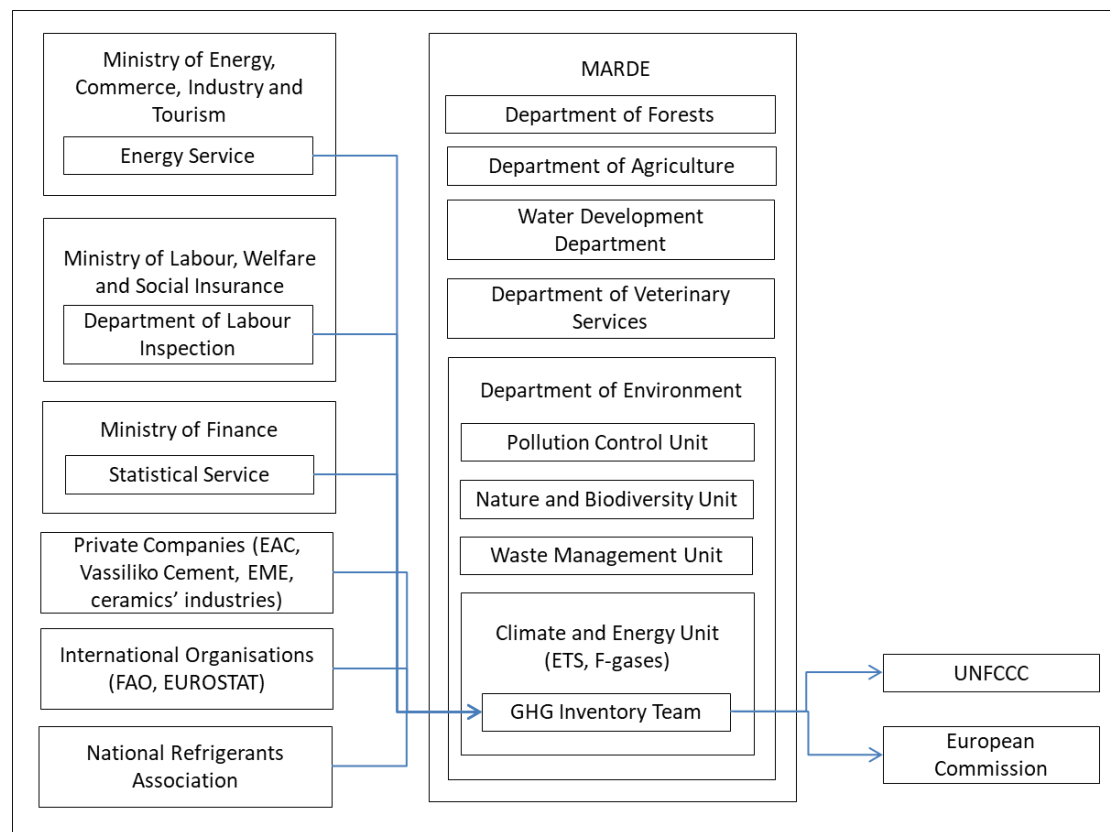 Ministry of Energy,
Commerce, Industry and
Tourism
Energy Service
Ministry of Labour, Welfare
and Social Insurance
Department of Labour
Inspection
Ministry of Finance
Statistical Service
Private Companies (EAC,
Vassiliko Cement, EME,
ceramics’ industries)
International Organisations
(FAO, EUROSTAT)
National Refrigerants
Association
MARDE
Department of Forests
Department of Agriculture
Water Development
Department
Department of Veterinary
Services
Department of Environment
Pollution Control Unit
Nature and Biodiversity Unit
Waste Management Unit
Climate and Energy Unit
(ETS, F-gases)
GHG Inventory Team
UNFCCC
European
Commission